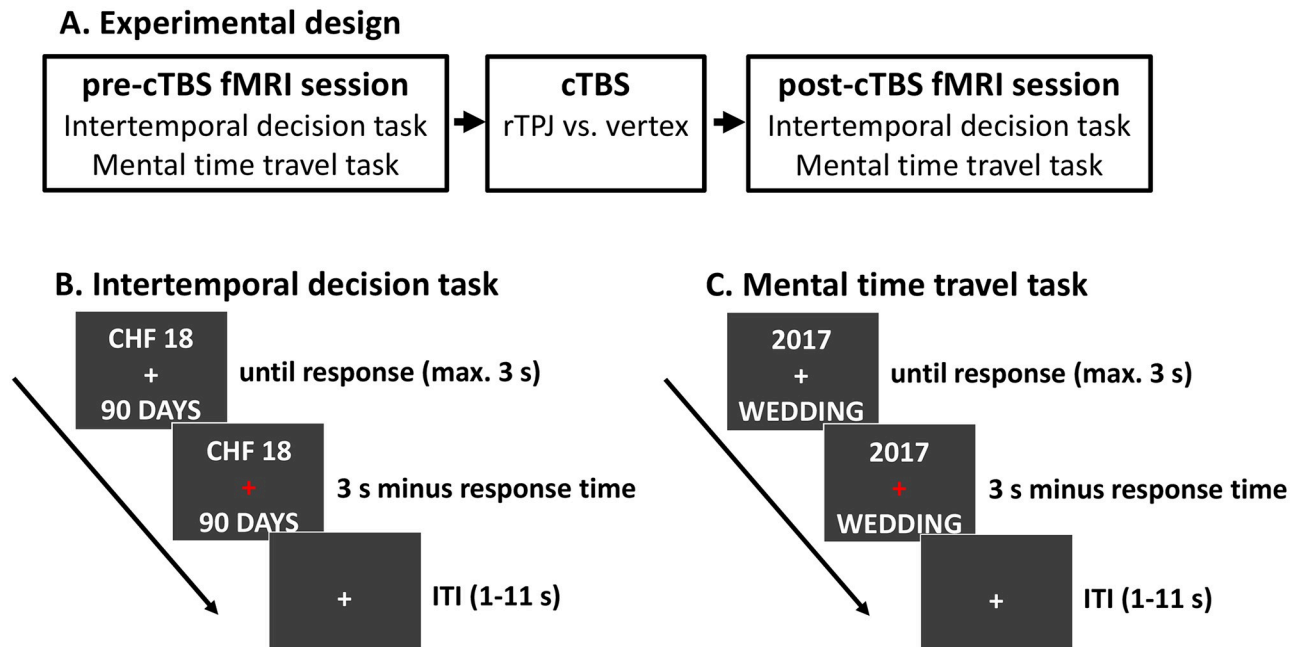 A. Experimental design
pre-cTBS fMRI session
Intertemporal decision task
Mental time travel task
cTBS
rTPJ vs. vertex
post-cTBS fMRI session
Intertemporal decision task
Mental time travel task
B. Intertemporal decision task
CHF 18
+
90 DAYS
until response (max. 3 s)
CHF 18
+
90 DAYS
3 s minus response time
+
ITI (1-11 s)
C. Mental time travel task
2017
+
WEDDING
until response (max. 3 s)
2017
+
WEDDING
3 s minus response time
+
ITI (1-11 s)